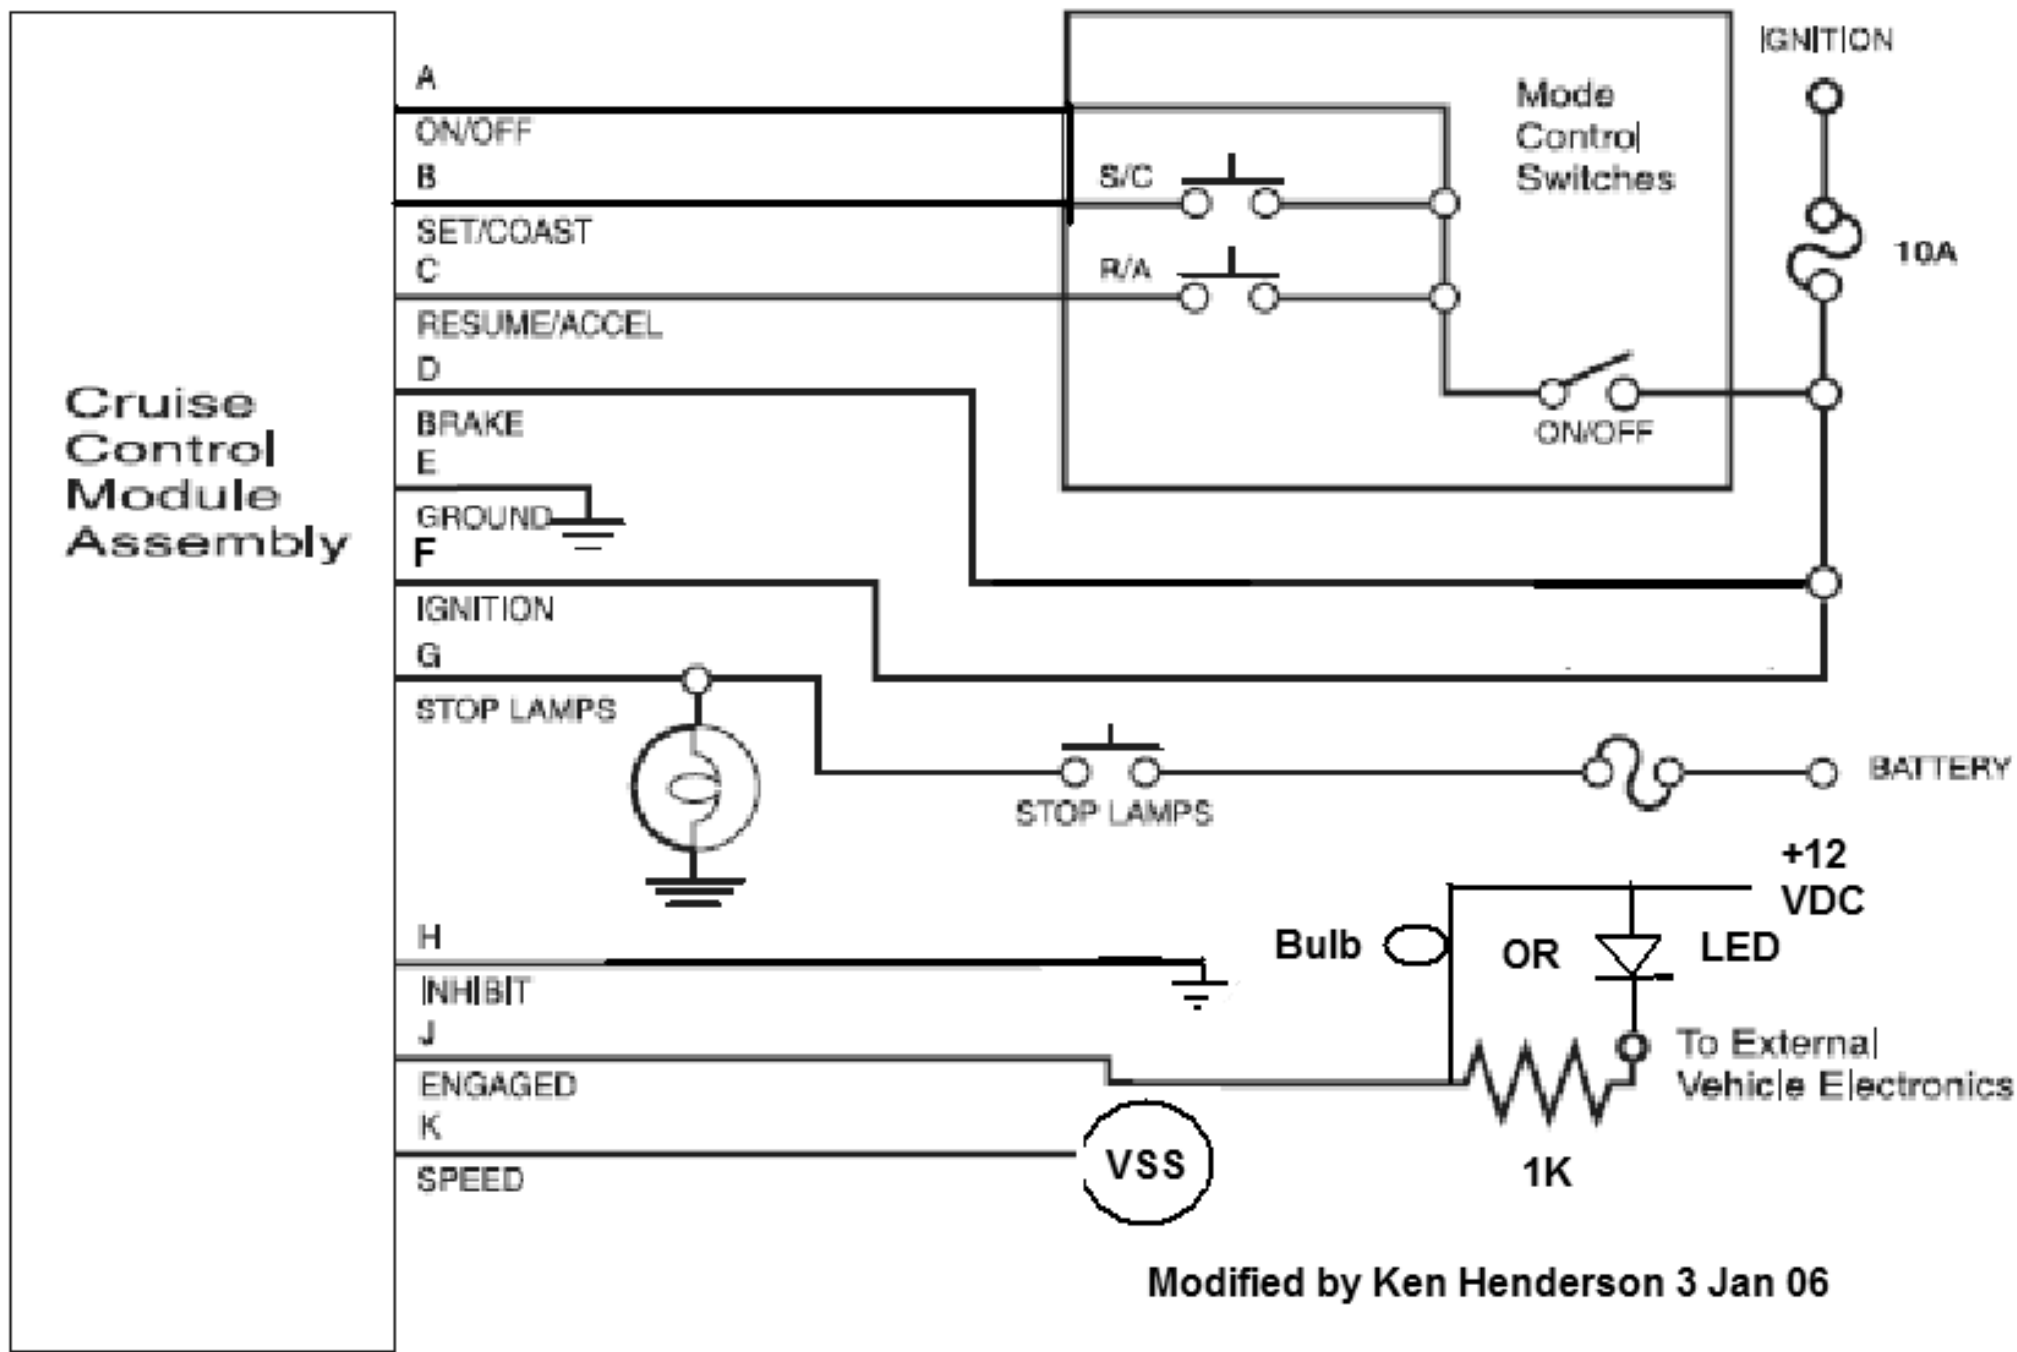 Cruise
Control
Module
Assembly
A
ON/OFF
B
SET/COAST
C
RESUME/ACCEL
D
BRAKE
E
GROUND
F
IGNITION
G
STOP LAMPS
H
INHIBIT
J
ENGAGED
K
SPEED
S/C
R/A
Mode
Control
Switches
ON/OFF
IGNITION
10A
STOP LAMPS
BATTERY
+12
VDC
Bulb
OR
LED
To External
Vehicle Electronics
1K
VSS
Modified by Ken Henderson 3 Jan 06